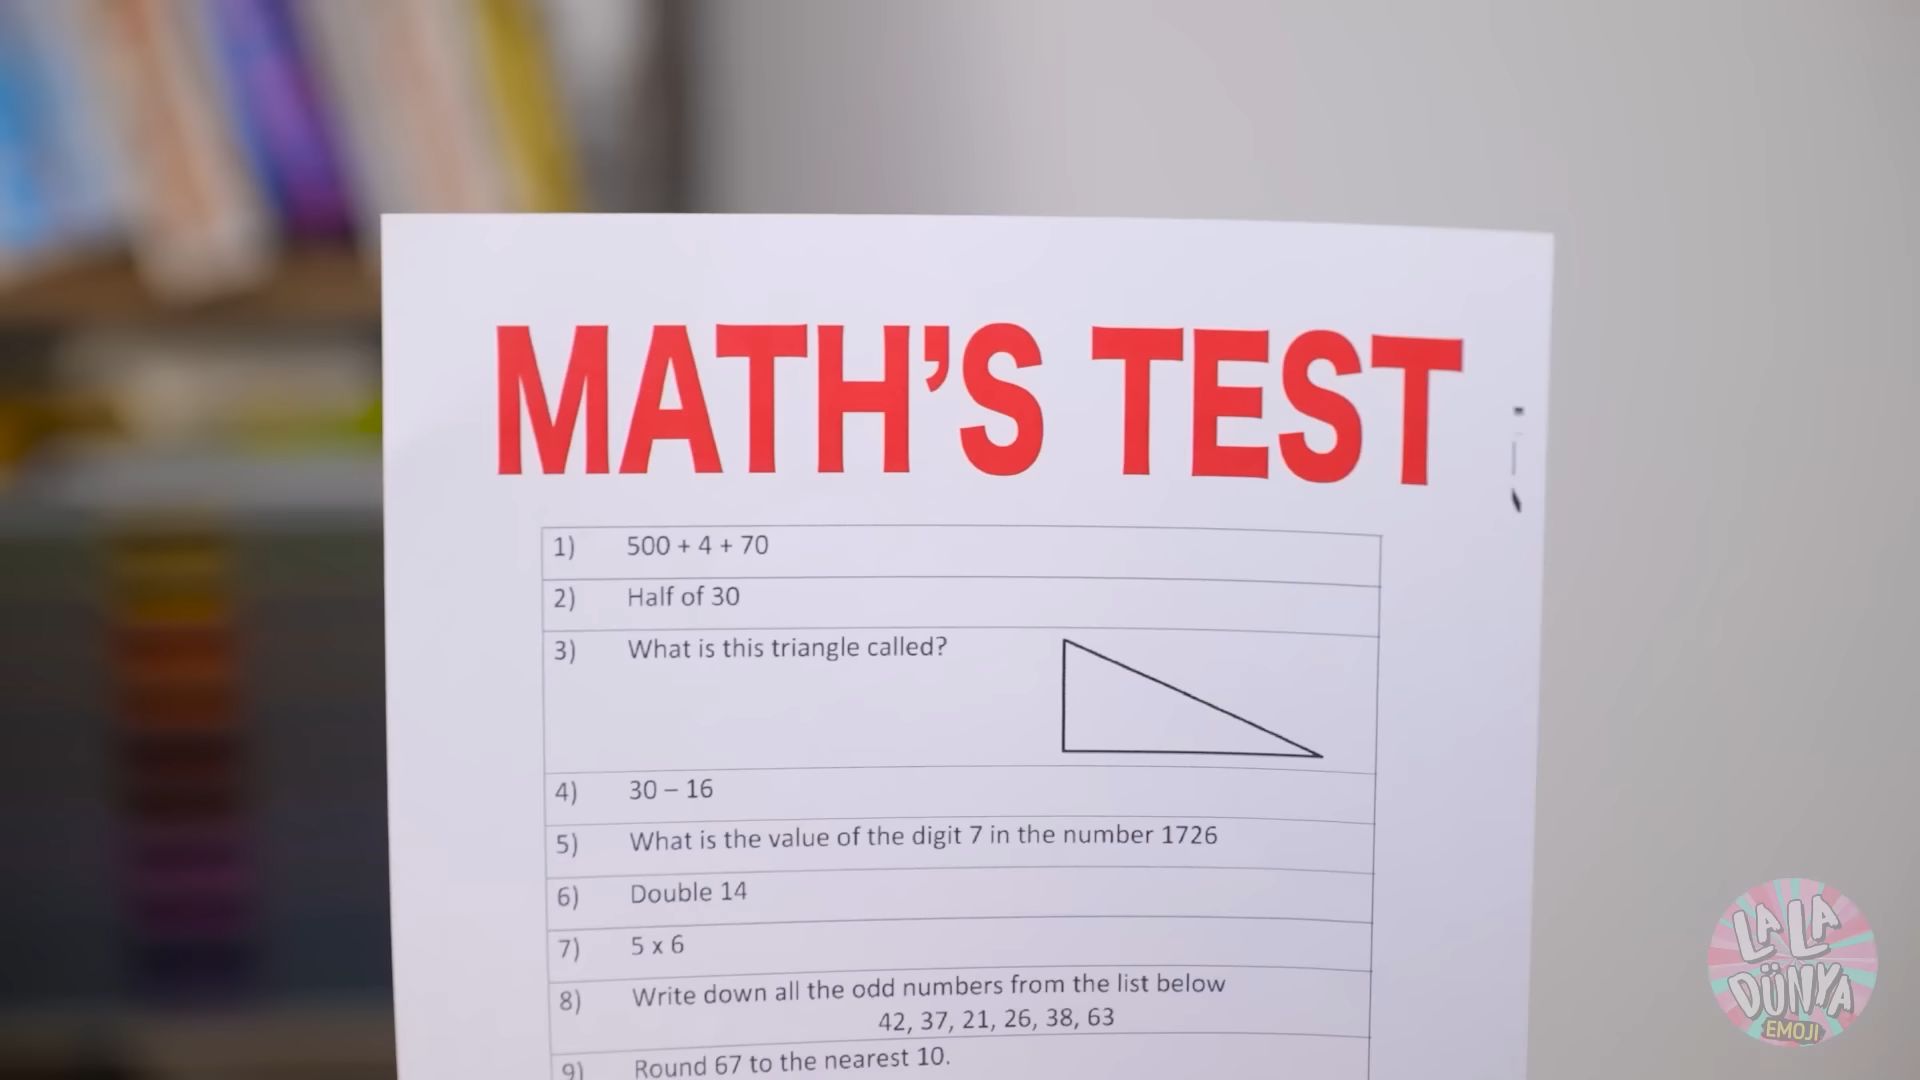 MATH'S TEST
1) 500 + 4 + 70
2) Half of 30
3) What is this triangle called?
4) 30 – 16
5) What is the value of the digit 7 in the number 1726
6) Double 14
7) 5 x 6
8) Write down all the odd numbers from the list below
42, 37, 21, 26, 38, 63
9) Round 67 to the nearest 10.
LA LA
DÜNYA
EMOJI